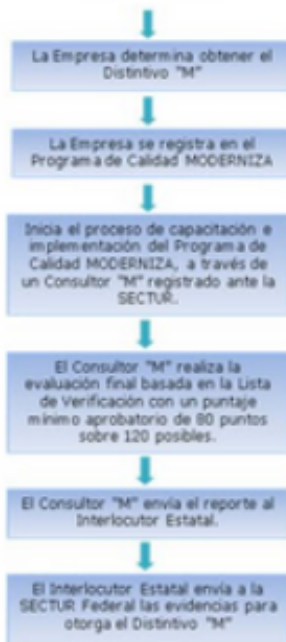 La Empresa determina obtener el
Distintivo "M"
La Empresa se registra en el
Programa de Calidad MODERNIZA
Inicia el proceso de capacitación e
implementación del Programa de
Calidad MODERNIZA, a través de
un Consultor "M" registrado ante la
SECTUR.
El Consultor "M" realiza la
evaluación final basada en la Lista
de Verificación con un puntaje
mínimo aprobatorio de 80 puntos
sobre 120 posibles.
El Consultor "M" envía el reporte al
Interlocutor Estatal.
El Interlocutor Estatal envía a la
SECTUR Federal las evidencias para
otorga el Distintivo "M"